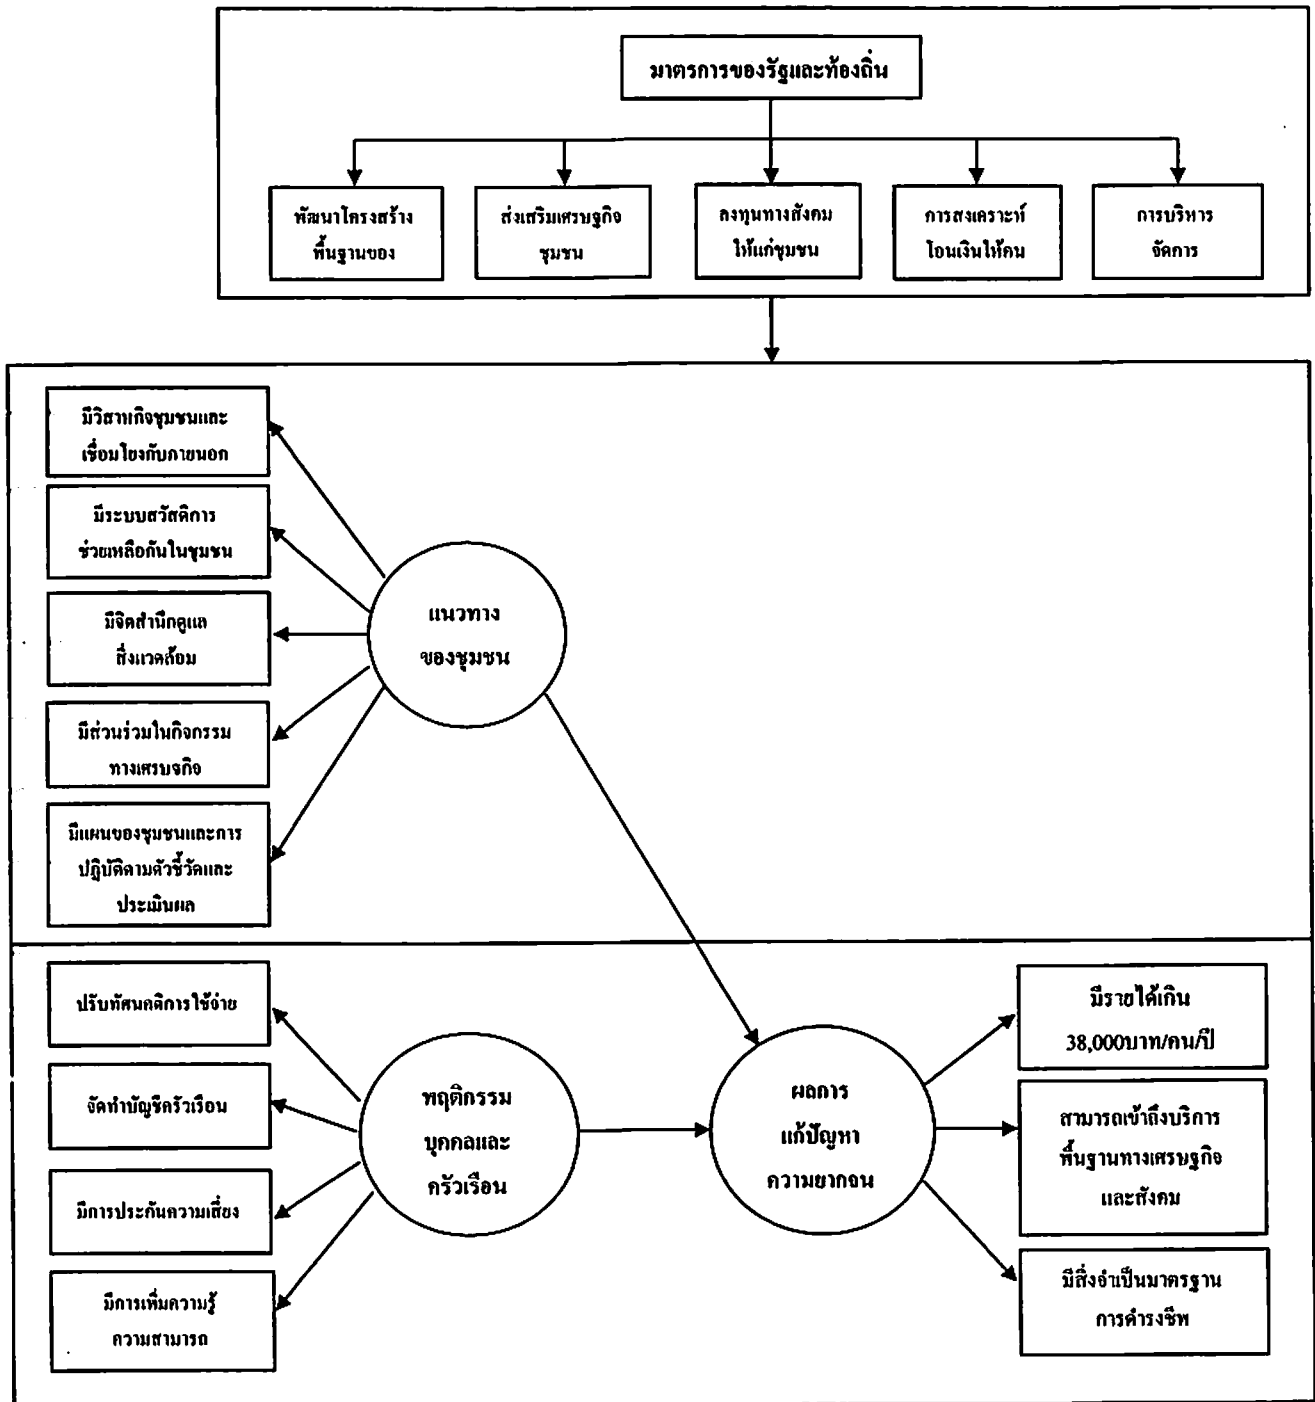 มาตรการของรัฐและท้องถิ่น
พัฒนาโครงสร้าง
พื้นฐานของ
ส่งเสริมเศรษฐกิจ
ชุมชน
ลงทุนทางสังคม
ให้แก่ชุมชน
การสงเคราะห์
โอนเงินให้คน
การบริหาร
จัดการ
มีวิสาหกิจชุมชนและ
เชื่อมโยงกับภายนอก
มีระบบสวัสดิการ
ช่วยเหลือกันในชุมชน
มีจิตสำนึกดูแล
สิ่งแวดล้อม
มีส่วนร่วมในกิจกรรม
ทางเศรษฐกิจ
มีแผนของชุมชนและการ
ปฏิบัติตามตัวชี้วัดและ
ประเมินผล
แนวทาง
ของชุมชน
ปรับทัศนคติการใช้จ่าย
จัดทำบัญชีครัวเรือน
มีการประกันความเสี่ยง
มีการเพิ่มความรู้
ความสามารถ
พฤติกรรม
บุคคลและ
ครัวเรือน
ผลการ
แก้ปัญหา
ความยากจน
มีรายได้เกิน
38,000บาท/คน/ปี
สามารถเข้าถึงบริการ
พื้นฐานทางเศรษฐกิจ
และสังคม
มีสิ่งจำเป็นมาตรฐาน
การดำรงชีพ